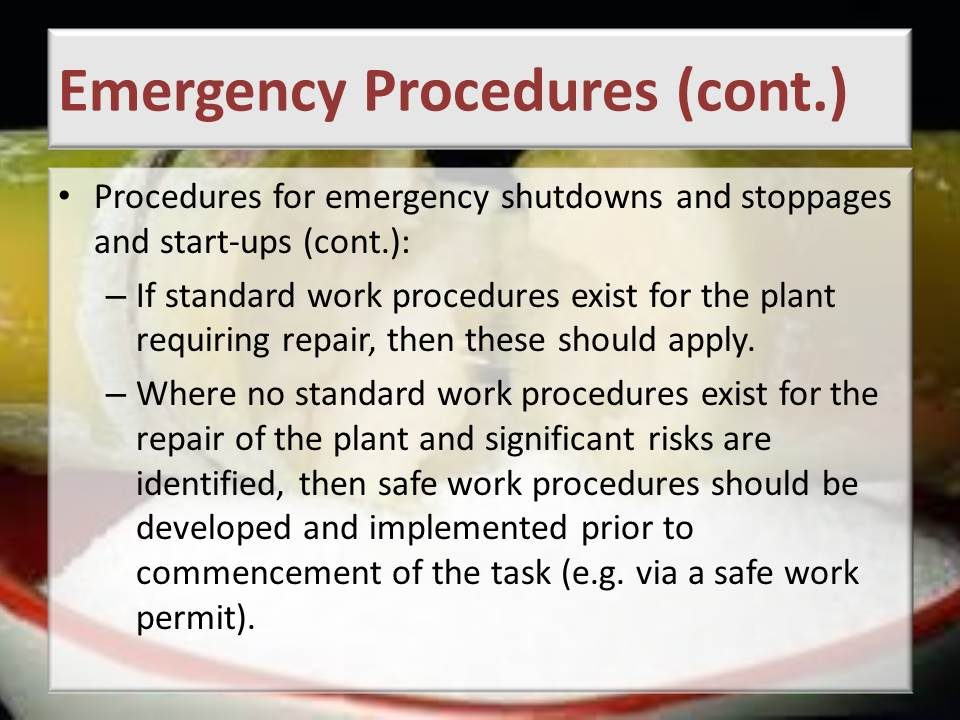 Emergency Procedures (cont.)
• Procedures for emergency shutdowns and stoppages
and start-ups (cont.):
– If standard work procedures exist for the plant
requiring repair, then these should apply.
– Where no standard work procedures exist for the
repair of the plant and significant risks are
identified, then safe work procedures should be
developed and implemented prior to
commencement of the task (e.g. via a safe work
permit).